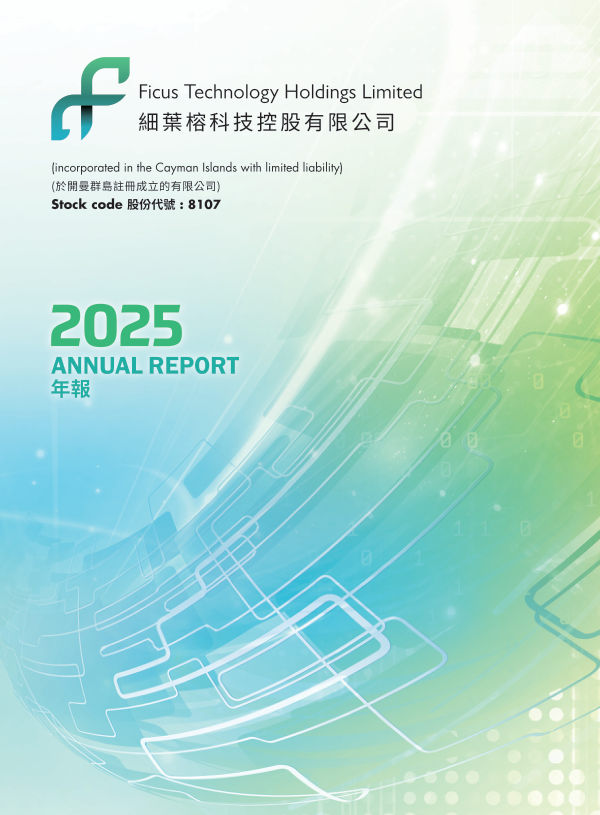 Ficus Technology Holdings Limited
細葉榕科技控股有限公司
(incorporated in the Cayman Islands with limited liability)
(於開曼群島註冊成立的有限公司)
Stock code 股份代號 : 8107
2025
ANNUAL REPORT
年報